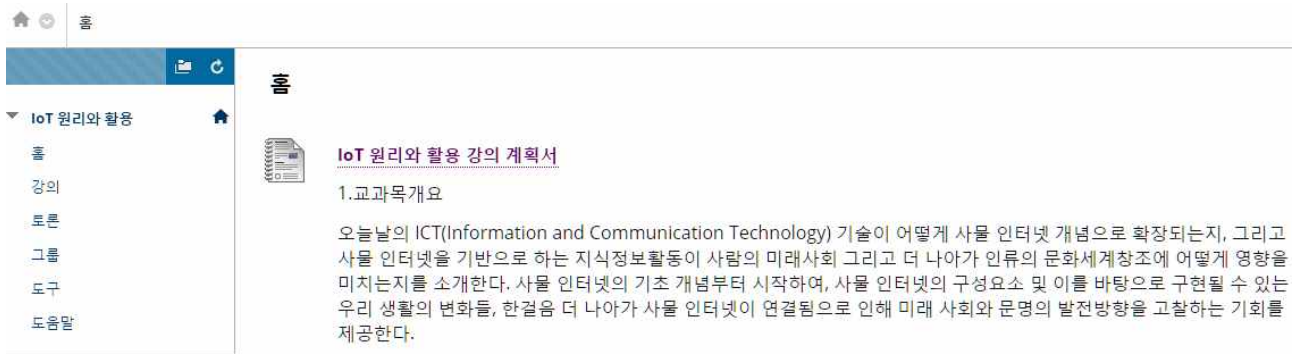 홈
IoT 원리와 활용
홈
강의
토론
그룹
도구
도움말
홈
IoT 원리와 활용 강의 계획서
1.교과목개요
오늘날의 ICT(Information and Communication Technology) 기술이 어떻게 사물 인터넷 개념으로 확장되는지, 그리고
사물 인터넷을 기반으로 하는 지식정보활동이 사람의 미래사회 그리고 더 나아가 인류의 문화세계창조에 어떻게 영향을
미치는지를 소개한다. 사물 인터넷의 기초 개념부터 시작하여, 사물 인터넷의 구성요소 및 이를 바탕으로 구현될 수 있는
우리 생활의 변화들, 한걸음 더 나아가 사물 인터넷이 연결됨으로 인해 미래 사회와 문명의 발전방향을 고찰하는 기회를
제공한다.